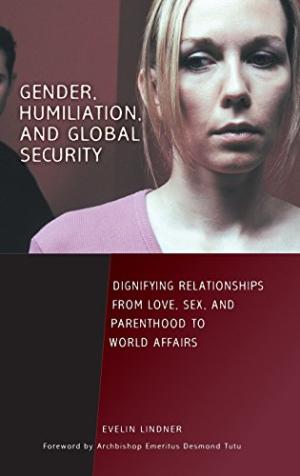 GENDER,
HUMILIATION,
AND GLOBAL
SECURITY
DIGNIFYING RELATIONSHIPS
FROM LOVE, SEX, AND
PARENTHOOD TO
WORLD AFFAIRS
EVELIN LINDNER
Foreword by Archbishop Emeritus Desmond Tutu